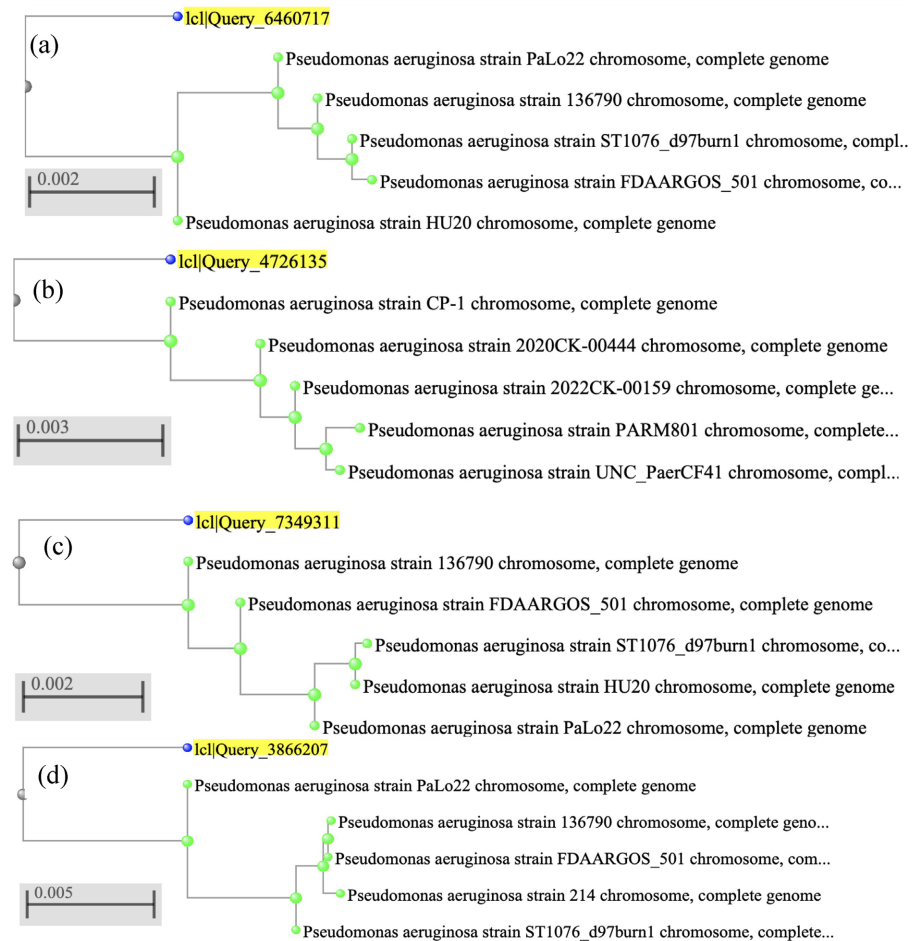 lcl|Query_6460717
(a)
Pseudomonas aeruginosa strain PaLo22 chromosome, complete genome
Pseudomonas aeruginosa strain 136790 chromosome, complete genome
Pseudomonas aeruginosa strain ST1076_d97burn1 chromosome, compl..
0.002
Pseudomonas aeruginosa strain FDAARGOS_501 chromosome, co...
Pseudomonas aeruginosa strain HU20 chromosome, complete genome
lcl|Query_4726135
(b)
Pseudomonas aeruginosa strain CP-1 chromosome, complete genome
Pseudomonas aeruginosa strain 2020CK-00444 chromosome, complete genome
Pseudomonas aeruginosa strain 2022CK-00159 chromosome, complete ge...
0.003
Pseudomonas aeruginosa strain PARM801 chromosome, complete...
Pseudomonas aeruginosa strain UNC_PaerCF41 chromosome, compl...
lcl|Query_7349311
(c)
Pseudomonas aeruginosa strain 136790 chromosome, complete genome
Pseudomonas aeruginosa strain FDAARGOS_501 chromosome, complete genome
Pseudomonas aeruginosa strain ST1076_d97burn1 chromosome, co...
0.002
Pseudomonas aeruginosa strain HU20 chromosome, complete genome
Pseudomonas aeruginosa strain PaLo22 chromosome, complete genome
lcl|Query_3866207
(d)
Pseudomonas aeruginosa strain PaLo22 chromosome, complete genome
Pseudomonas aeruginosa strain 136790 chromosome, complete geno...
Pseudomonas aeruginosa strain FDAARGOS_501 chromosome, com...
0.005
Pseudomonas aeruginosa strain 214 chromosome, complete genome
Pseudomonas aeruginosa strain ST1076_d97burn1 chromosome, complete...